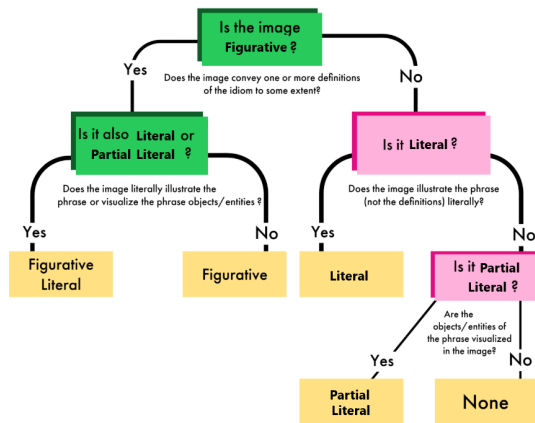 Is the image
Figurative ?
Yes
No
Does the image convey one or more definitions
of the idiom to some extent?
Is it also Literal or
Partial Literal ?
Is it Literal ?
Does the image literally illustrate the
phrase or visualize the phrase objects/entities ?
Does the image illustrate the phrase
(not the definitions) literally?
Yes
No
Yes
No
Figurative
Literal
Figurative
Literal
Is it Partial
Literal ?
Are the
objects/entities of
the phrase visualized
in the image?
Yes
No
Partial
Literal
None